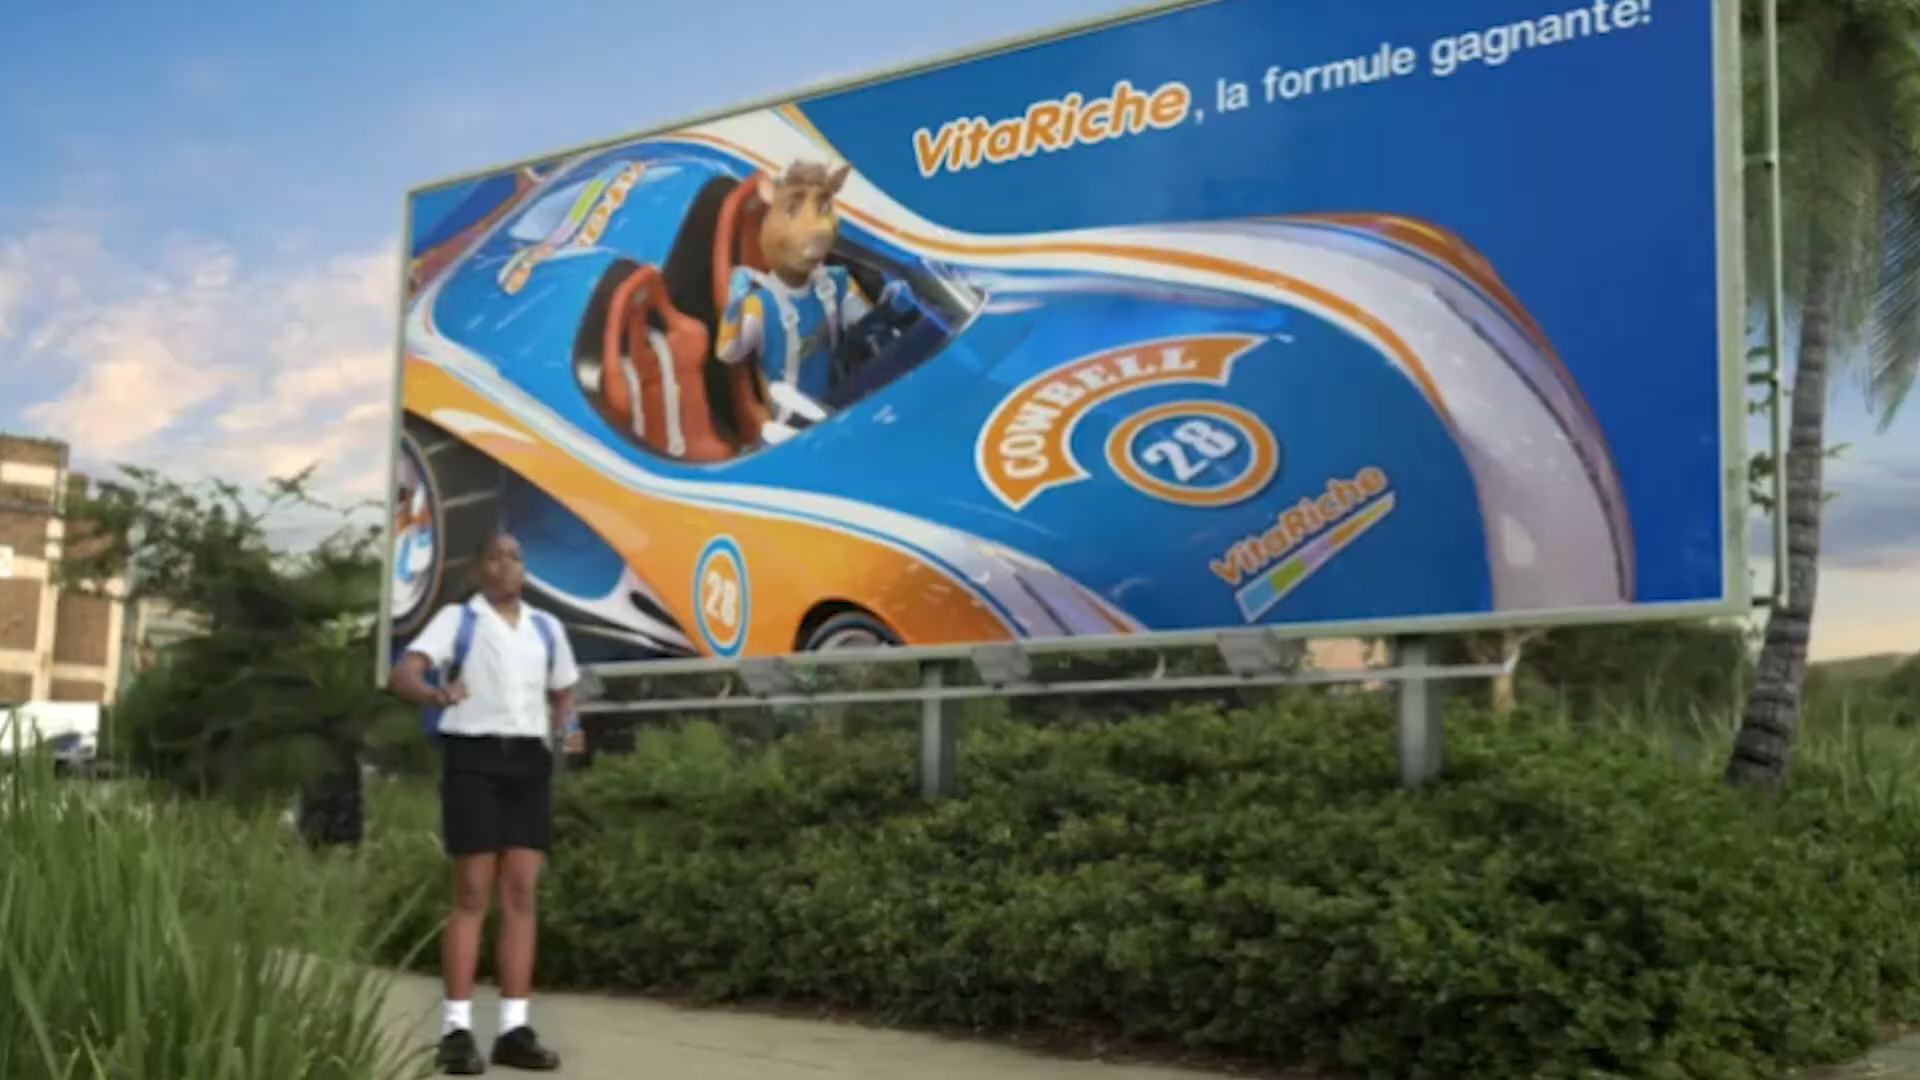 VitaRiche, la formule gagnante!
COWBELL
28
VitaRiche
28